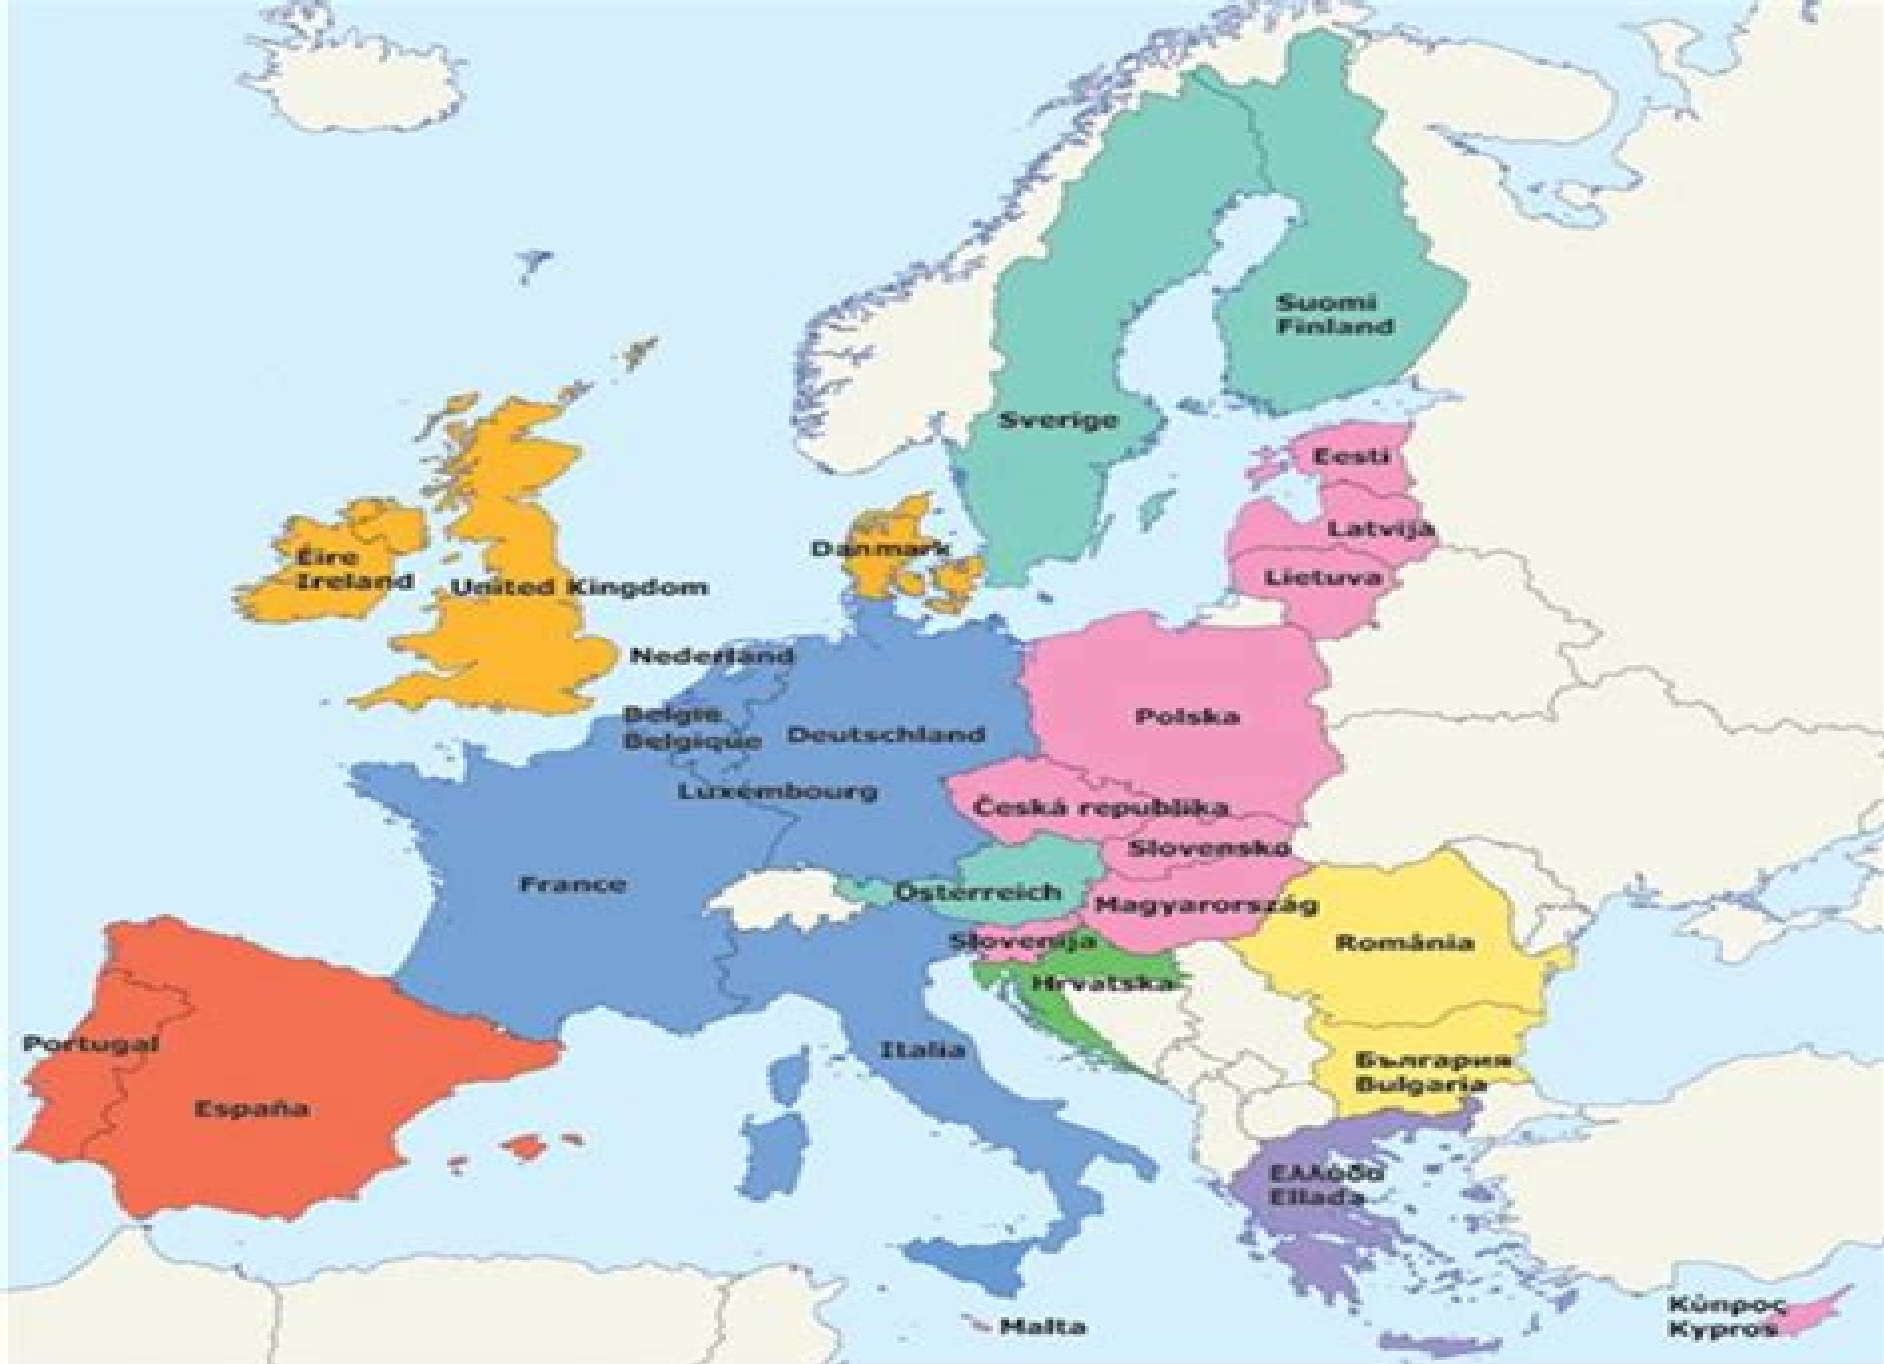 Suomi
Finland
Sverige
Eesti
Latvija
Lietuva
Danmark
Éire
Ireland
United Kingdom
Nederland
België
Belgique
Deutschland
Polska
Luxembourg
Česká republika
Slovensko
France
Österreich
Magyarország
Slovenija
România
Hrvatska
Portugal
Italia
España
България
Bulgaria
Ελλάδα
Ellada
Malta
Κύπρος
Kypros